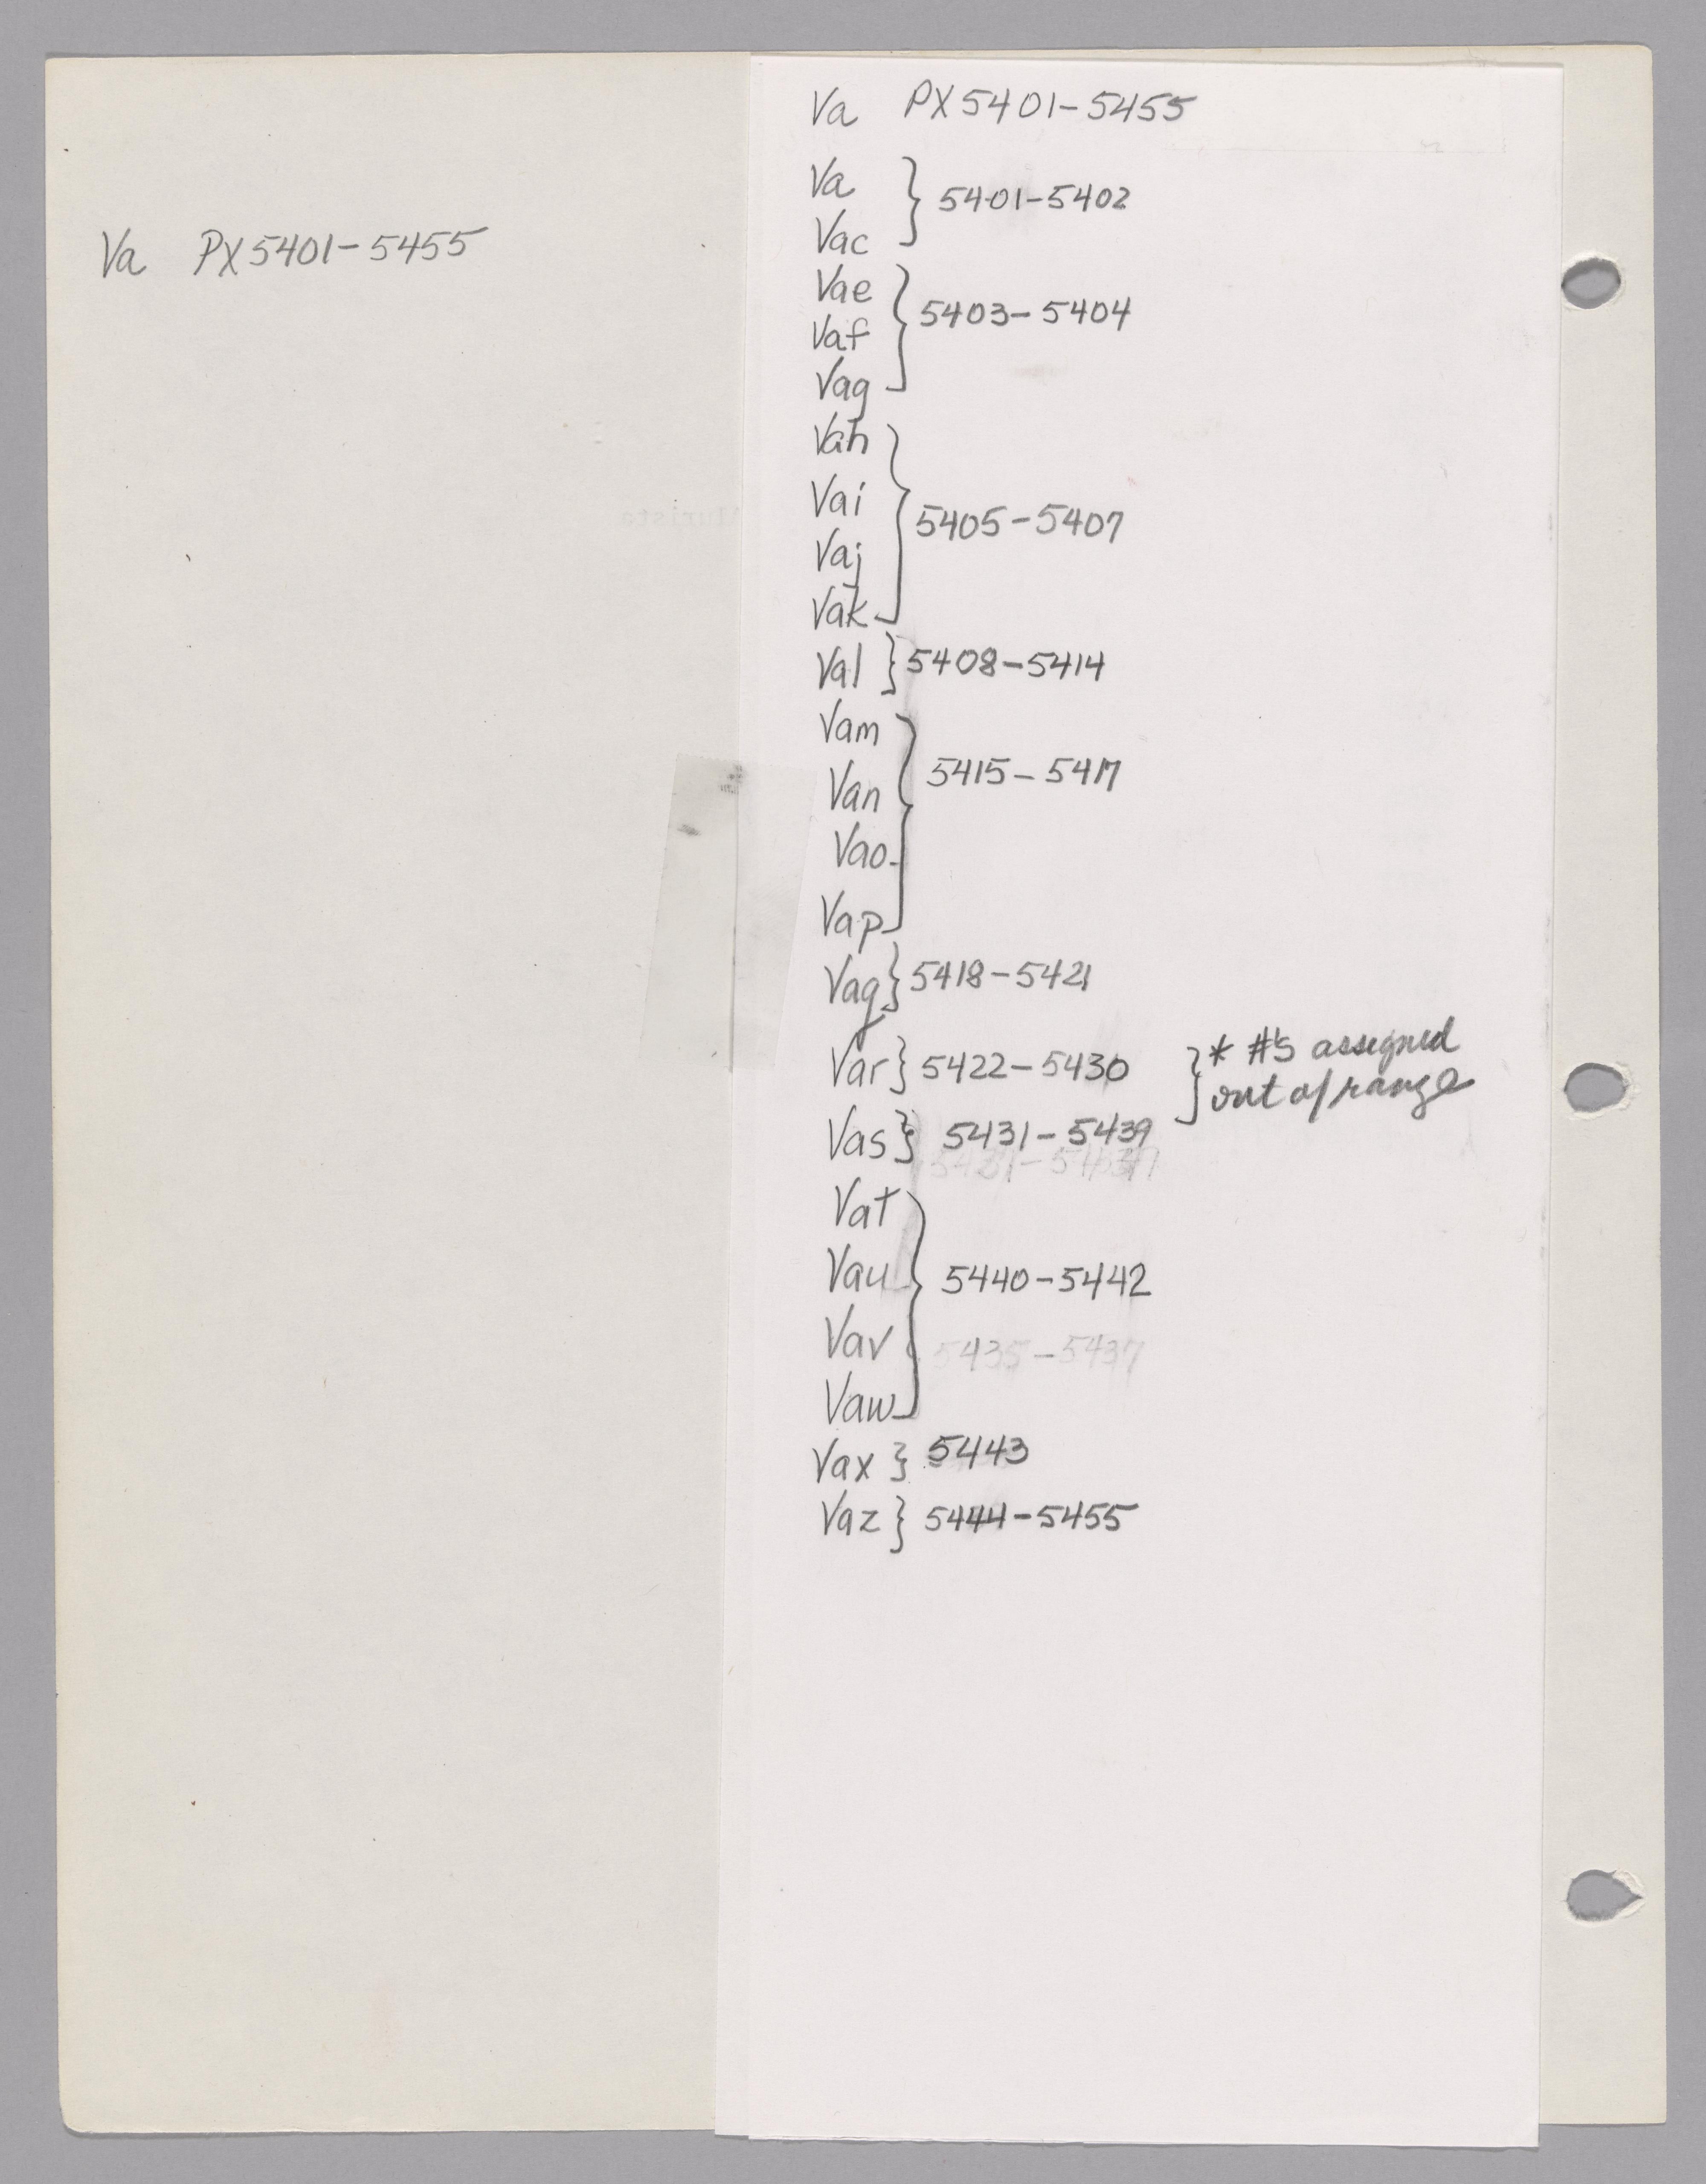 Va PX5401-5455
Va PX5401-5455
Va
Vac } 5401-5402
Vae
Vaf } 5403-5404
Vag
Vah
Vai
Vaj } 5405-5407
Vak
Val } 5408-5414
Vam
Van } 5415-5417
Vao
Vap
Vaq } 5418-5421
Var } 5422-5430 } * #'s assigned
out of range
Vas } 5431-5439
Vat
Vau } 5440-5442
Vav 5435-5437
Vaw
Vax } 5443
Vaz } 5444-5455